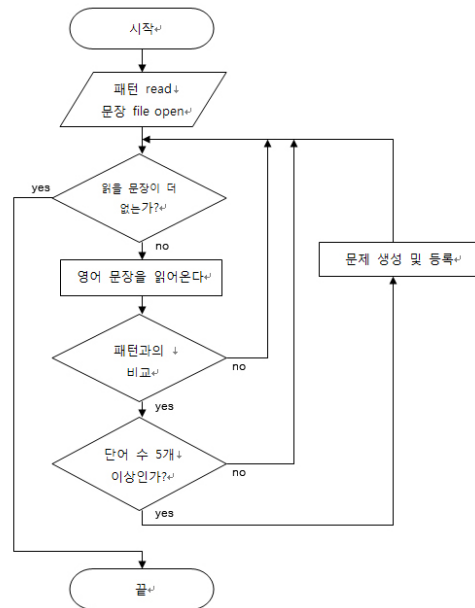 시작
패턴 read
문장 file open
yes
읽을 문장이 더
없는가?
no
영어 문장을 읽어온다
문제 생성 및 등록
패턴과의
비교
no
yes
단어 수 5개
이상인가?
no
yes
끝